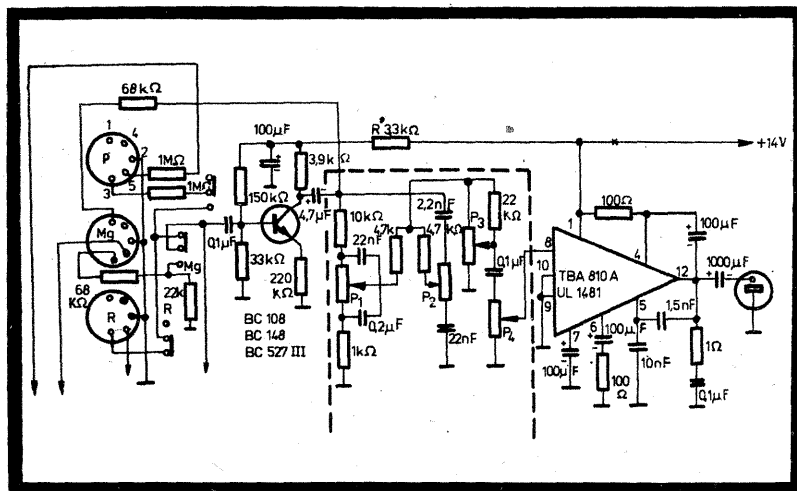 68kΩ
1
4
P
2
3
5
1MΩ
1MΩ
Mg
Mg
68
KΩ
22k
R
R
100μF
150kΩ
3,9kΩ
4,7μF
0,1μF
33kΩ
220
KΩ
BC 108
BC 148
BC 527 III
R' 33kΩ
+14V
10kΩ
22nF
P1
0,2μF
1kΩ
47k
4,7
kΩ
2,2nF
P2
22nF
P3
22
KΩ
0,1μF
P4
100Ω
1
4
8
10
9
TBA 810 A
UL 1481
12
7
6
5
100μF
100μF
100
Ω
10nF
1,5nF
100μF
1000μF
1Ω
0,1μF